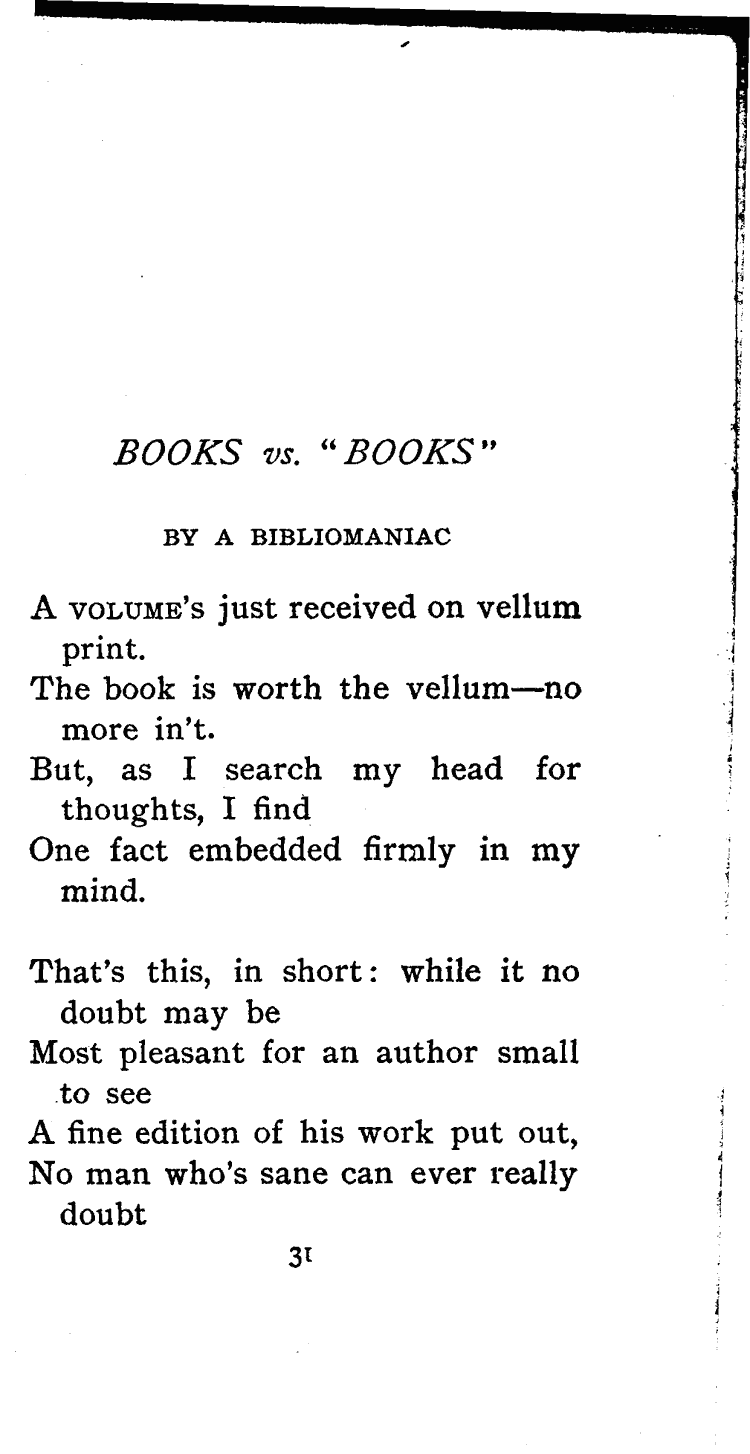 BOOKS vs. "BOOKS"
BY A BIBLIOMANIAC
A VOLUME's just received on vellum
print.
The book is worth the vellum—no
more in't.
But, as I search my head for
thoughts, I find
One fact embedded firmly in my
mind.
That's this, in short: while it no
doubt may be
Most pleasant for an author small
to see
A fine edition of his work put out,
No man who's sane can ever really
doubt
31